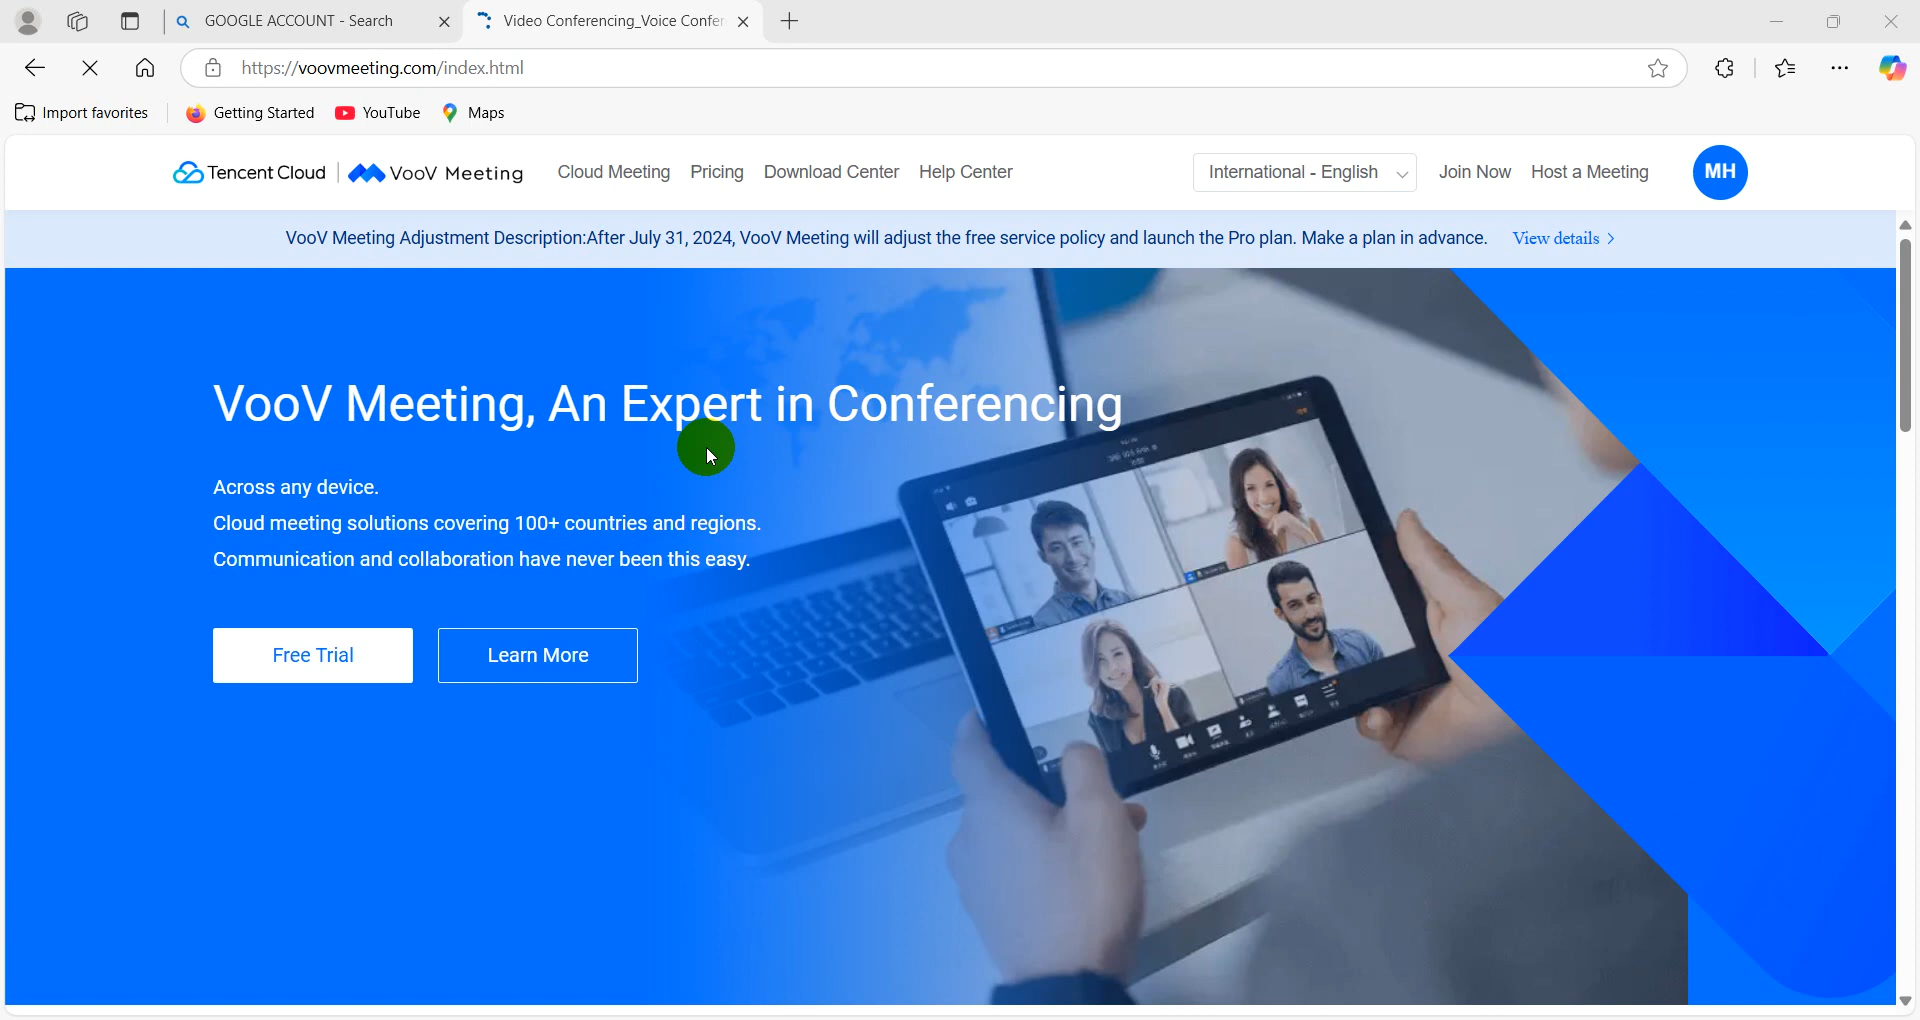 GOOGLE ACCOUNT - Search
Video Conferencing_Voice Confer
https://voovmeeting.com/index.html
Import favorites
Getting Started
YouTube
Maps
Tencent Cloud
VooV Meeting
Cloud Meeting
Pricing
Download Center
Help Center
International - English
Join Now
Host a Meeting
MH
VooV Meeting Adjustment Description:After July 31, 2024, VooV Meeting will adjust the free service policy and launch the Pro plan. Make a plan in advance. View details >
VooV Meeting, An Expert in Conferencing
Across any device.
Cloud meeting solutions covering 100+ countries and regions.
Communication and collaboration have never been this easy.
Free Trial
Learn More